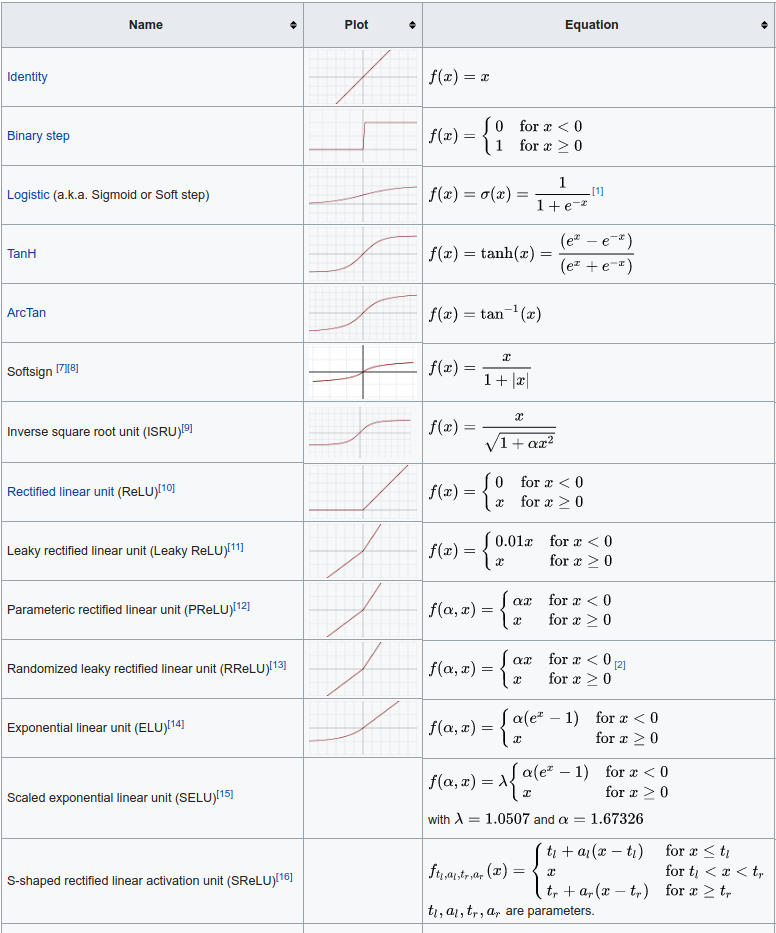 Name Plot Equation
Identity f(x) = x
Binary step f(x) = { 0 for x < 0
1 for x ≥ 0
Logistic (a.k.a. Sigmoid or Soft step) f(x) = σ(x) = 1 / (1 + e^−x) [1]
TanH f(x) = tanh(x) = (e^x − e^−x) / (e^x + e^−x)
ArcTan f(x) = tan^−1(x)
Softsign [7][8] f(x) = x / (1 + |x|)
Inverse square root unit (ISRU)[9] f(x) = x / √(1 + αx^2)
Rectified linear unit (ReLU)[10] f(x) = { 0 for x < 0
x for x ≥ 0
Leaky rectified linear unit (Leaky ReLU)[11] f(x) = { 0.01x for x < 0
x for x ≥ 0
Parameteric rectified linear unit (PReLU)[12] f(α, x) = { αx for x < 0
x for x ≥ 0
Randomized leaky rectified linear unit (RReLU)[13] f(α, x) = { αx for x < 0 [2]
x for x ≥ 0
Exponential linear unit (ELU)[14] f(α, x) = { α(e^x − 1) for x < 0
x for x ≥ 0
Scaled exponential linear unit (SELU)[15] f(α, x) = λ { α(e^x − 1) for x < 0
x for x ≥ 0
with λ = 1.0507 and α = 1.67326
S-shaped rectified linear activation unit (SReLU)[16] f_{t_l,a_l,t_r,a_r}(x) = { t_l + a_l(x − t_l) for x ≤ t_l
x for t_l < x < t_r
t_r + a_r(x − t_r) for x ≥ t_r
t_l, a_l, t_r, a_r are parameters.